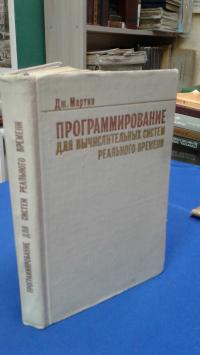 Дж. Мартин
ПРОГРАММИРОВАНИЕ
ДЛЯ ВЫЧИСЛИТЕЛЬНЫХ СИСТЕМ
РЕАЛЬНОГО ВРЕМЕНИ
ПРОГРАММИРОВАНИЕ ДЛЯ СИСТЕМ РЕАЛЬНОГО ВРЕМЕНИ